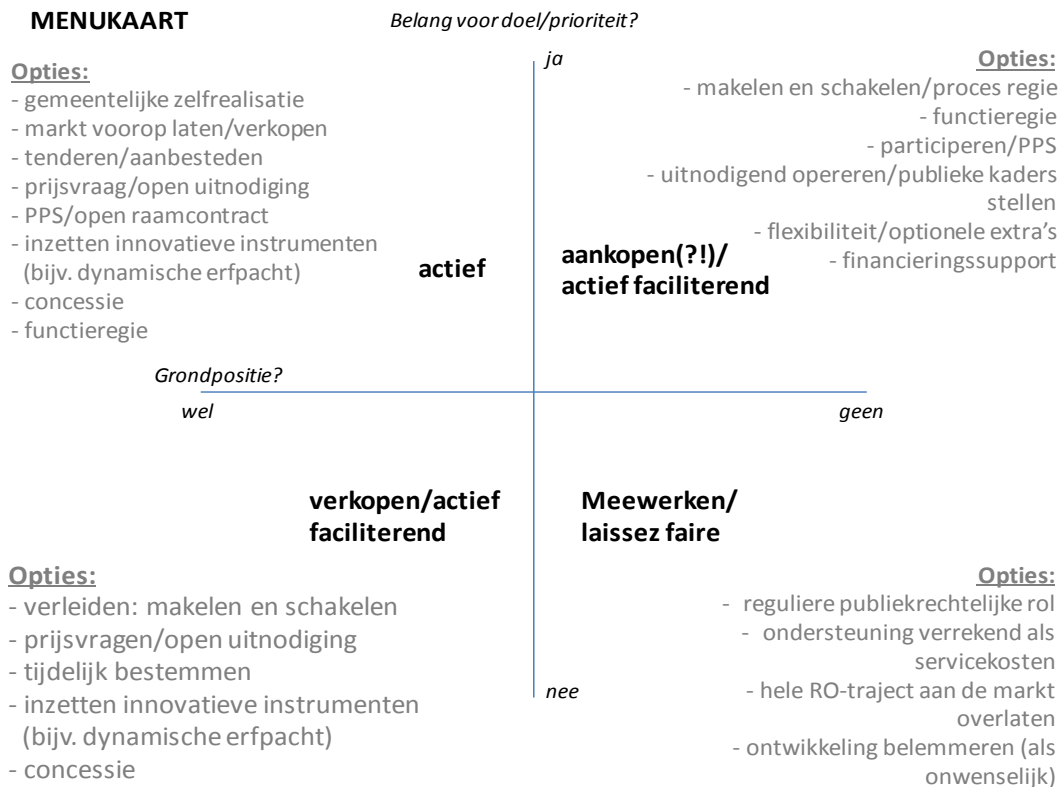 MENUKAART
Belang voor doel/prioriteit?
ja
Opties:
- gemeentelijke zelfrealisatie
- markt voorop laten/verkopen
- tenderen/aanbesteden
- prijsvraag/open uitnodiging
- PPS/open raamcontract
- inzetten innovatieve instrumenten
(bijv. dynamische erfpacht)
- concessie
- functieregie
actief
Opties:
- makelen en schakelen/proces regie
- functieregie
- participeren/PPS
- uitnodigend opereren/publieke kaders
stellen
- flexibiliteit/optionele extra's
- financieringssupport
aankopen(?!)/
actief faciliterend
Grondpositie?
wel
geen
verkopen/actief
faciliterend
Meewerken/
laissez faire
Opties:
- verleiden: makelen en schakelen
- prijsvragen/open uitnodiging
- tijdelijk bestemmen
- inzetten innovatieve instrumenten
(bijv. dynamische erfpacht)
- concessie
nee
Opties:
- reguliere publiekrechtelijke rol
- ondersteuning verrekend als
servicekosten
- hele RO-traject aan de markt
overlaten
- ontwikkeling belemmeren (als
onwenselijk)